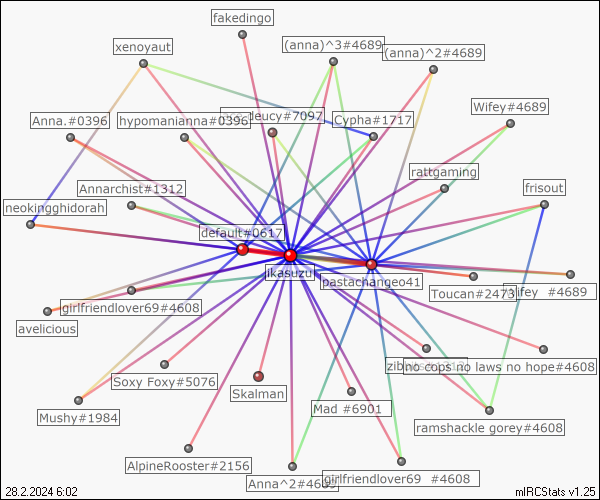 fakedingo
xenoyaut
(anna)^3#4689
(anna)^2#4689
Anna.#0396
hypomanianna#0396
deucy#7097
Cypha#1717
Wifey#4689
Annarchist#1312
rattgaming
frisout
neokingghidorah
default#0617
ikasuzu
pastachangeo41
girlfriendlover69#4608
Toucan#2473
ifey #4689
avelicious
Soxy Foxy#5076
Skalman
no cops no laws no hope#4608
Mushy#1984
Mad #6901
ramshackle gorey#4608
AlpineRooster#2156
Anna^2#4689
girlfriendlover69 #4608
28.2.2024 6:02
mIRCStats v1.25